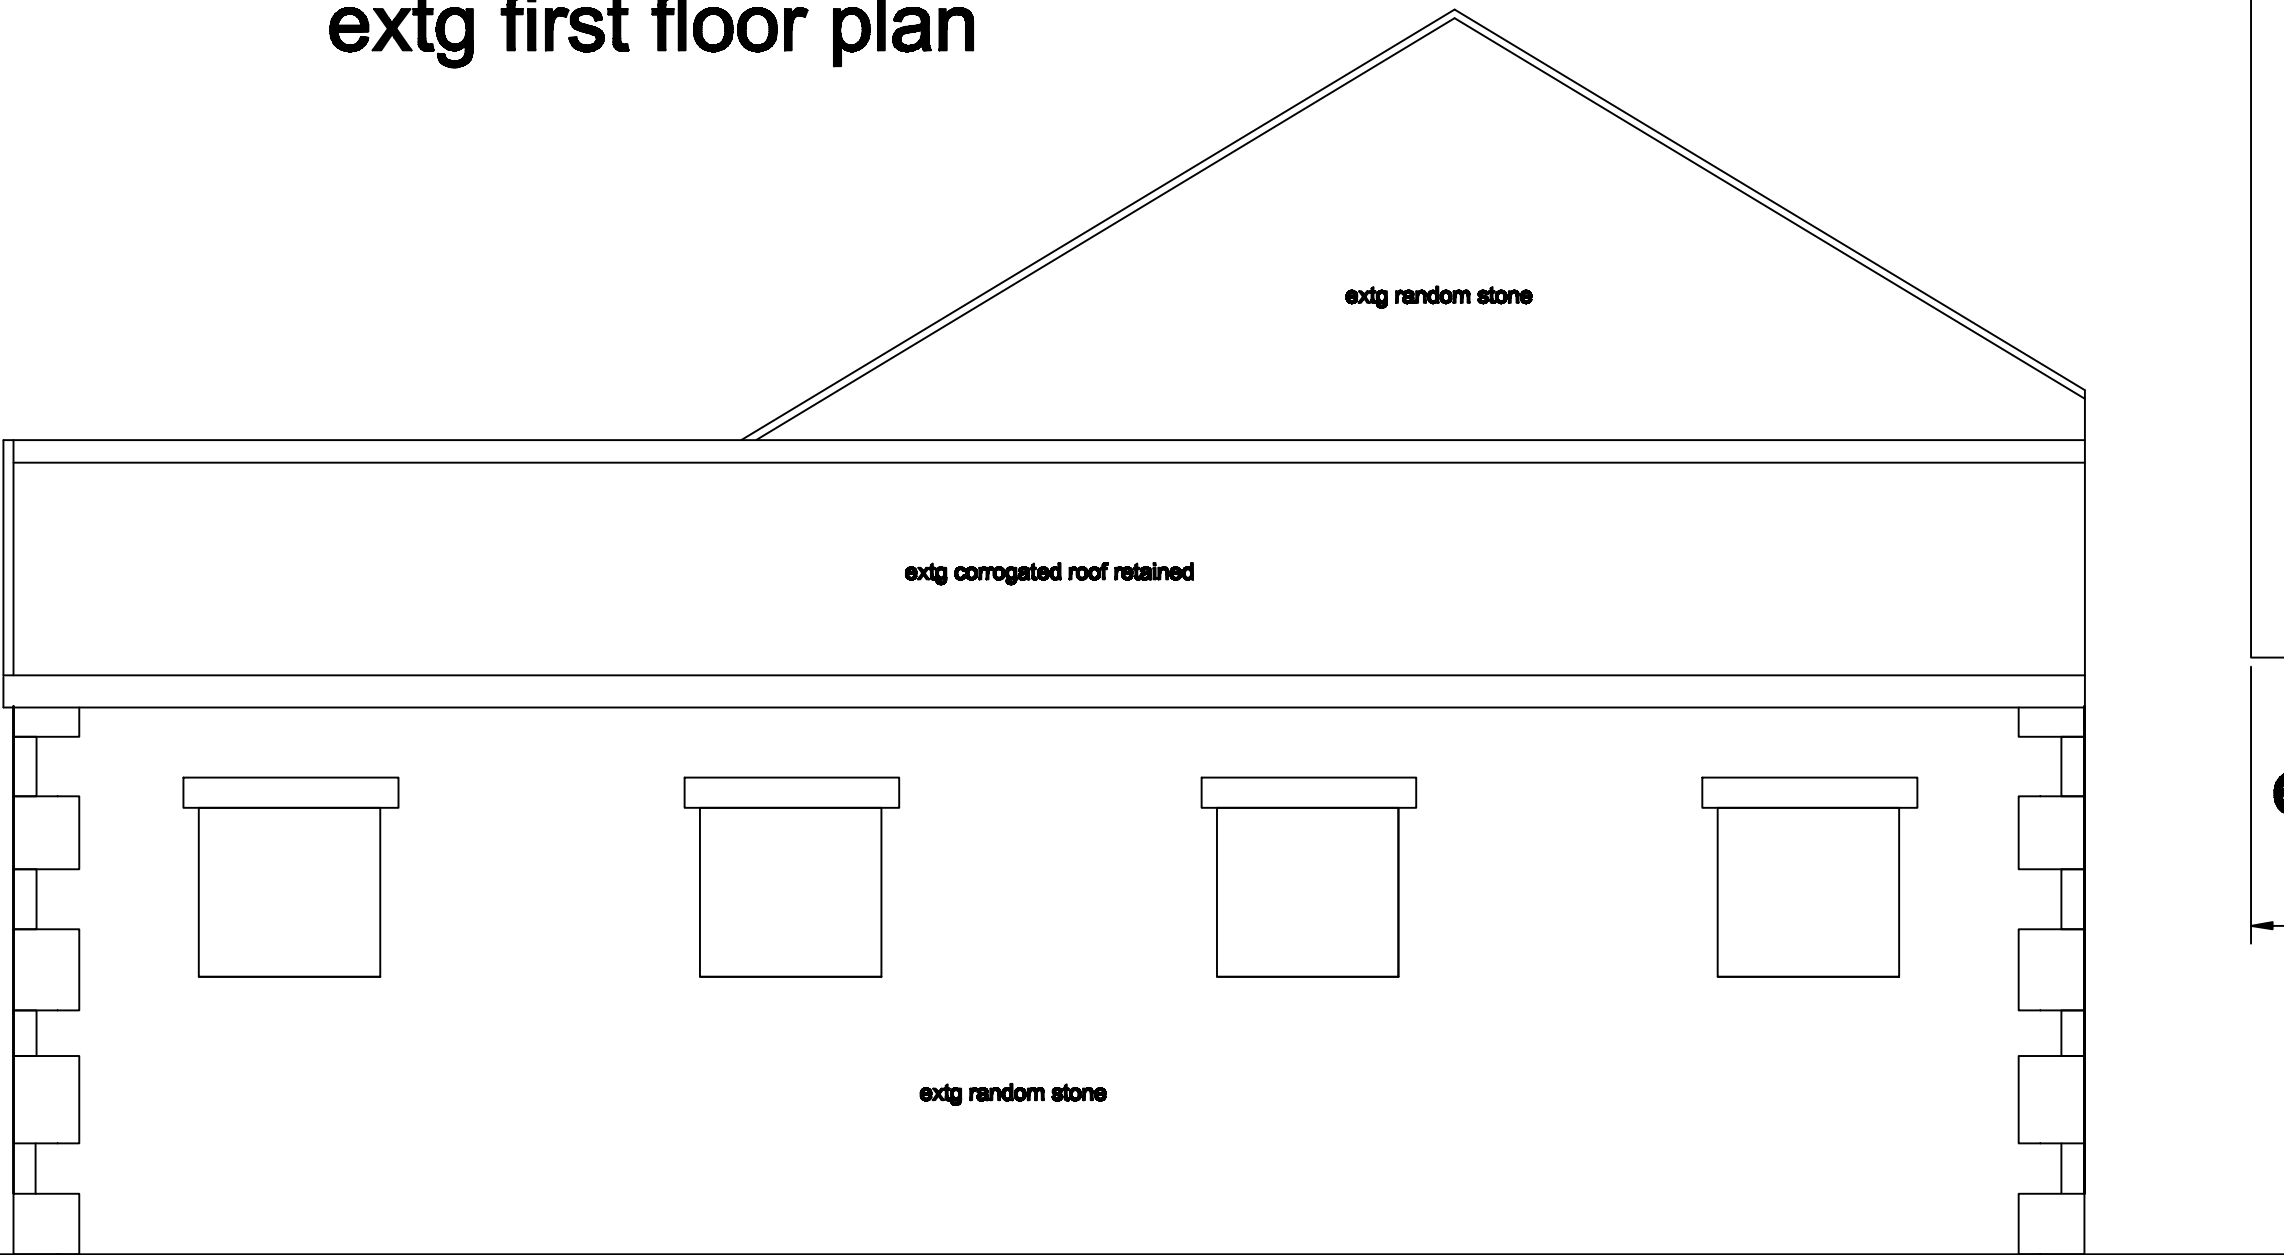 extg first floor plan
extg random stone
extg corrogated roof retained
extg random stone